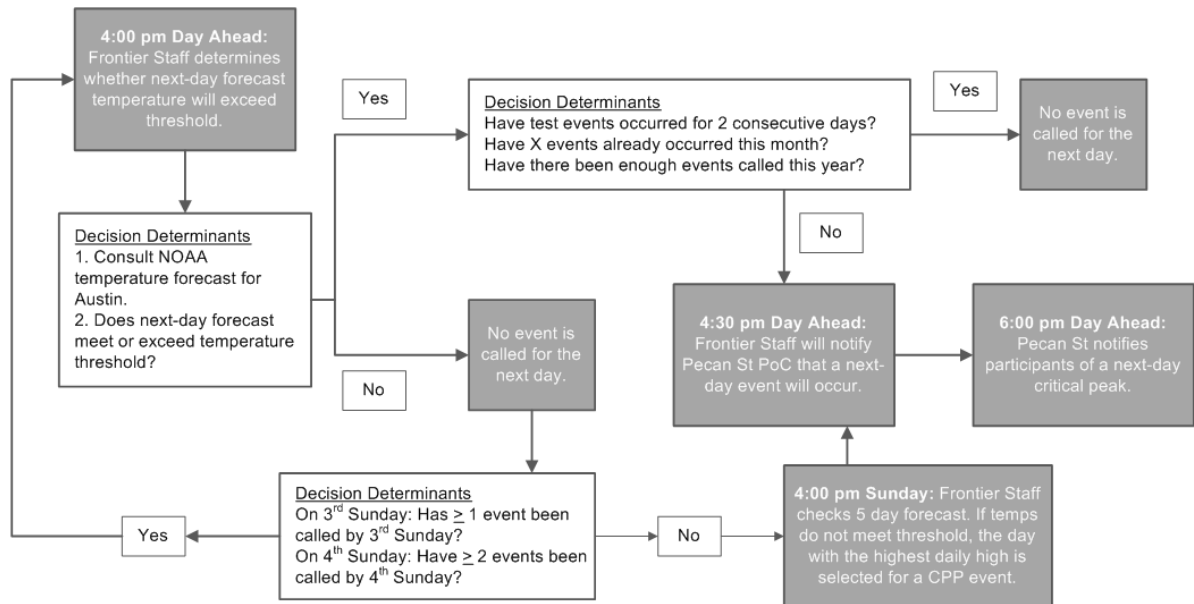 4:00 pm Day Ahead:
Frontier Staff determines
whether next-day forecast
temperature will exceed
threshold.
Yes
Decision Determinants
Have test events occurred for 2 consecutive days?
Have X events already occurred this month?
Have there been enough events called this year?
Yes
No event is
called for the
next day.
Decision Determinants
1. Consult NOAA
temperature forecast for
Austin.
2. Does next-day forecast
meet or exceed temperature
threshold?
No
No
No event is
called for the
next day.
4:30 pm Day Ahead:
Frontier Staff will notify
Pecan St PoC that a next-
day event will occur.
6:00 pm Day Ahead:
Pecan St notifies
participants of a next-day
critical peak.
Yes
Decision Determinants
On 3rd Sunday: Has ≥ 1 event been
called by 3rd Sunday?
On 4th Sunday: Have ≥ 2 events been
called by 4th Sunday?
No
4:00 pm Sunday: Frontier Staff
checks 5 day forecast. If temps
do not meet threshold, the day
with the highest daily high is
selected for a CPP event.